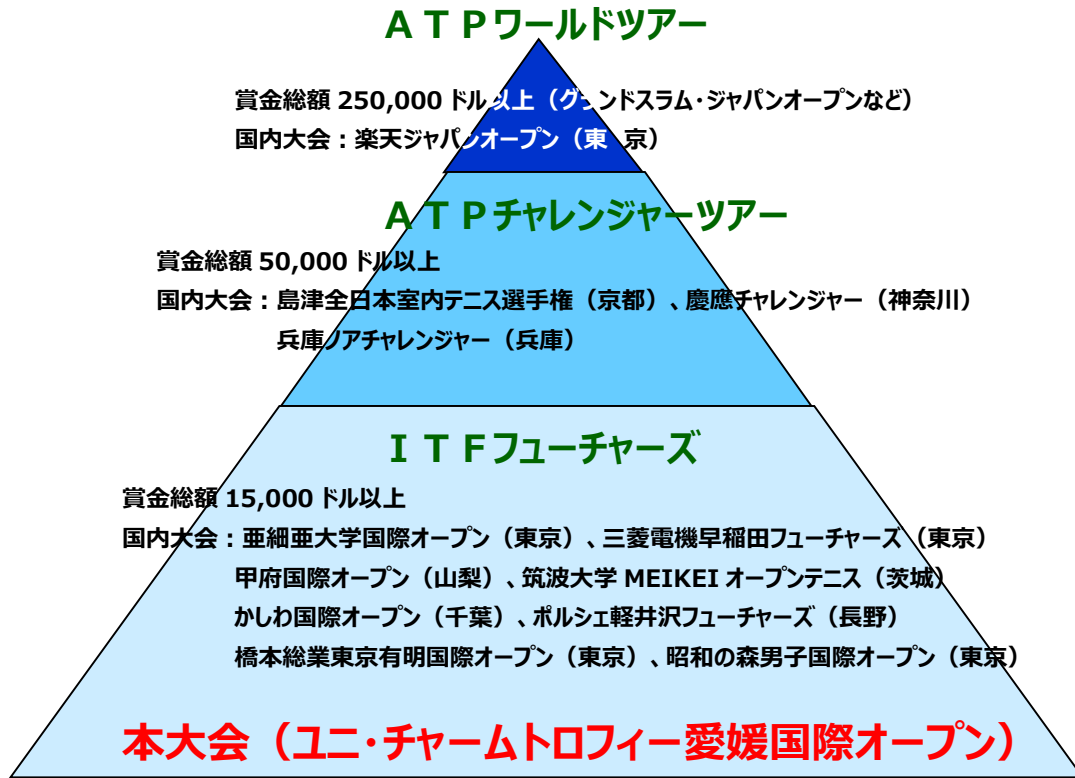 ＡＴＰワールドツアー
賞金総額 250,000 ドル以上（グランドスラム・ジャパンオープンなど）
国内大会：楽天ジャパンオープン（東 京）
ＡＴＰチャレンジャーツアー
賞金総額 50,000 ドル以上
国内大会：島津全日本室内テニス選手権（京都）、慶應チャレンジャー（神奈川）
兵庫ノアチャレンジャー（兵庫）
ＩＴＦフューチャーズ
賞金総額 15,000 ドル以上
国内大会：亜細亜大学国際オープン（東京）、三菱電機早稲田フューチャーズ（東京）
甲府国際オープン（山梨）、筑波大学 MEIKEI オープンテニス（茨城）
かしわ国際オープン（千葉）、ポルシェ軽井沢フューチャーズ（長野）
橋本総業東京有明国際オープン（東京）、昭和の森男子国際オープン（東京）
本大会（ユニ・チャームトロフィー愛媛国際オープン）